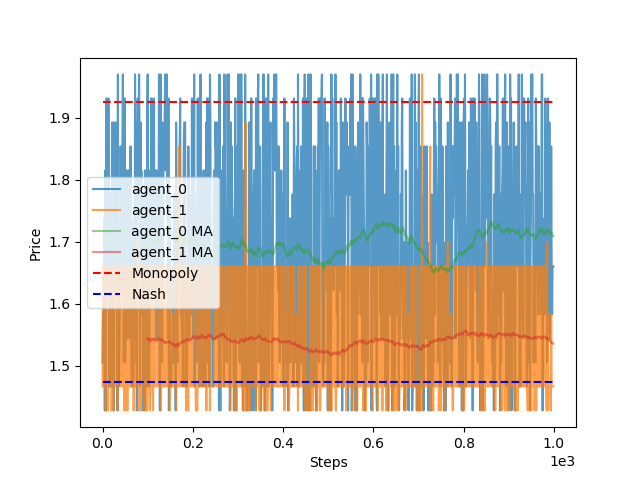 1.9
1.8
1.7
1.6
1.5
Price
agent_0
agent_1
agent_0 MA
agent_1 MA
Monopoly
Nash
0.0 0.2 0.4 0.6 0.8 1.0
Steps
1e3